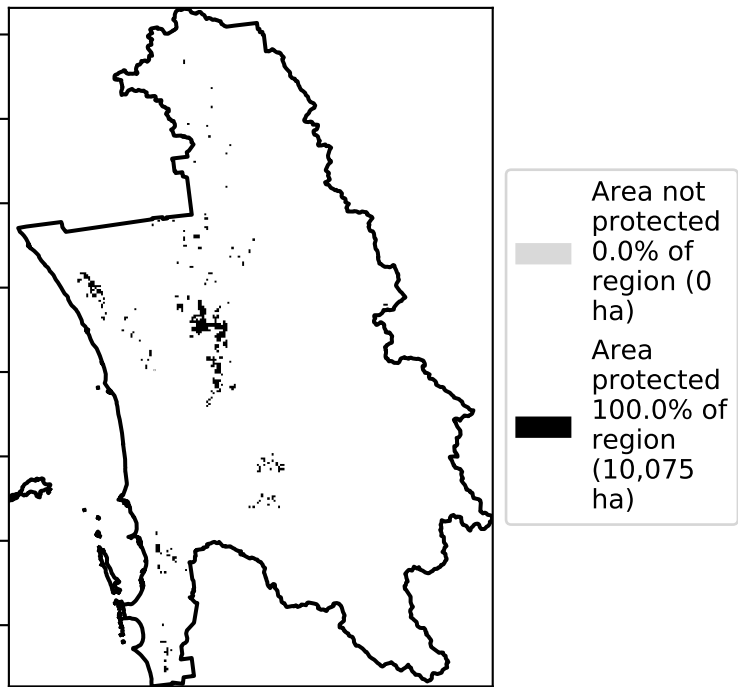 Area not
protected
0.0% of
region (0
ha)
Area
protected
100.0% of
region
(10,075
ha)